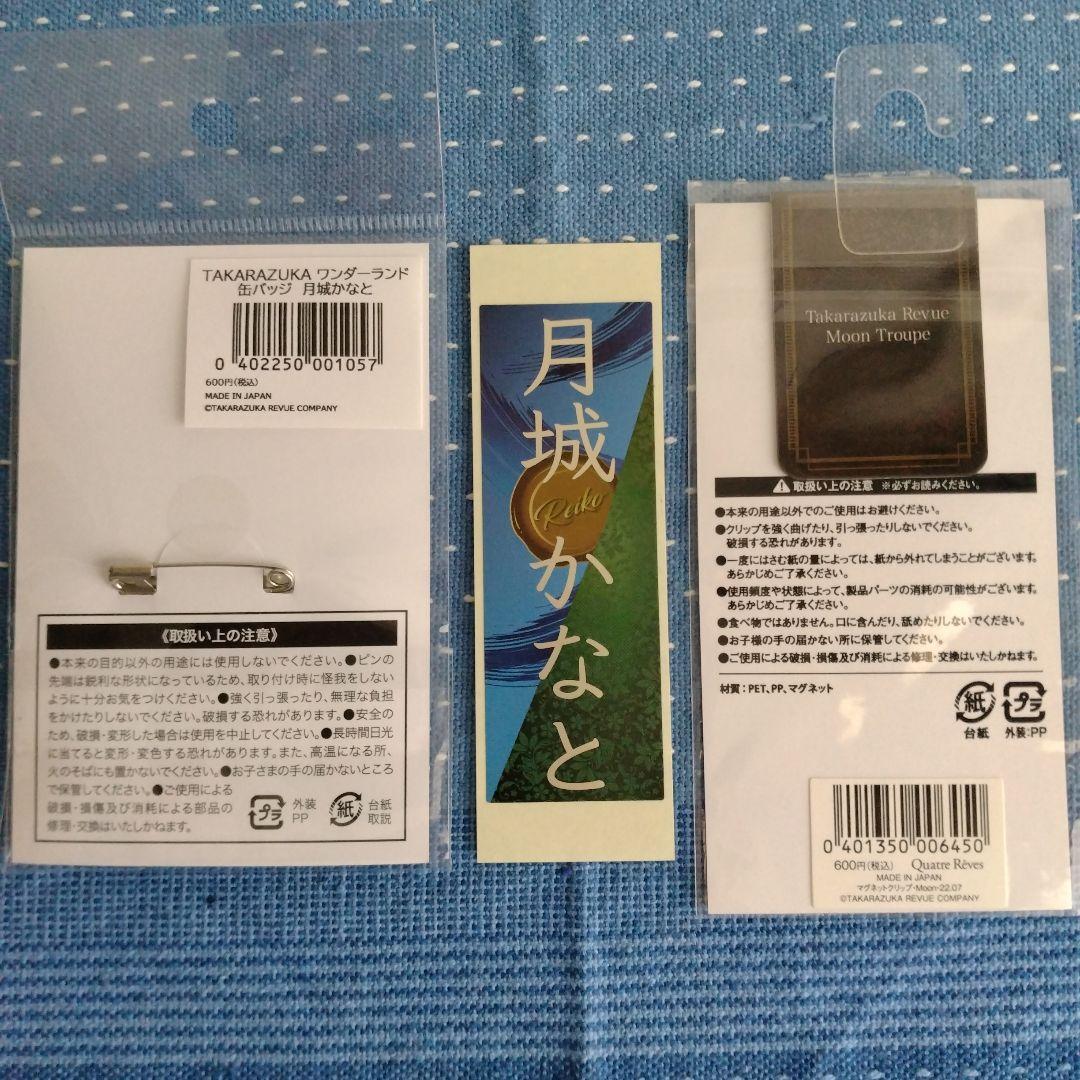 TAKARAZUKA ワンダーランド
缶バッジ 月城かなと
0 402250 001057
600円(税込)
MADE IN JAPAN
©TAKARAZUKA REVUE COMPANY
《取扱い上の注意》
●本来の目的以外の用途には使用しないでください。●ピンの
先端は鋭利な形状になっているため、取り付け時に怪我をしない
ように十分お気をつけください。●強く引っ張ったり、無理な負担
をかけたりしないでください。破損する恐れがあります。●安全の
ため、破損・変形した場合は使用を中止してください。●長時間日光
に当てると変形・変色する恐れがあります。また、高温になる所、
火のそばにも置かないでください。●お子さまの手の届かないところ
で保管してください。●ご使用による
破損・損傷及び消耗による部品の
修理・交換はいたしかねます。
プラ
外装
PP
紙
台紙
取説
月城かなと
Reiko
Takarazuka Revue
Moon Troupe
取扱い上の注意 ※必ずお読みください。
●本来の用途以外でのご使用はお避けください。
●クリップを強く曲げたり、引っ張ったりしないでください。
破損する恐れがあります。
●一度にはさむ紙の量によっては、紙から外れてしまうことがございます。
あらかじめご了承ください。
●使用頻度や状態によって、製品パーツの消耗の可能性がございます。
あらかじめご了承ください。
●食べ物ではありません。口に含んだり、舐めたりしないでください。
●お子様の手の届かない所に保管してください。
●ご使用による破損・損傷及び消耗による修理・交換はいたしかねます。
材質：PET、PP、マグネット
紙
プラ
台紙
外装：PP
0 401350 006450
600円(税込) Quatre Rêves
MADE IN JAPAN
マグネットクリップ・Moon-22.07
©TAKARAZUKA REVUE COMPANY